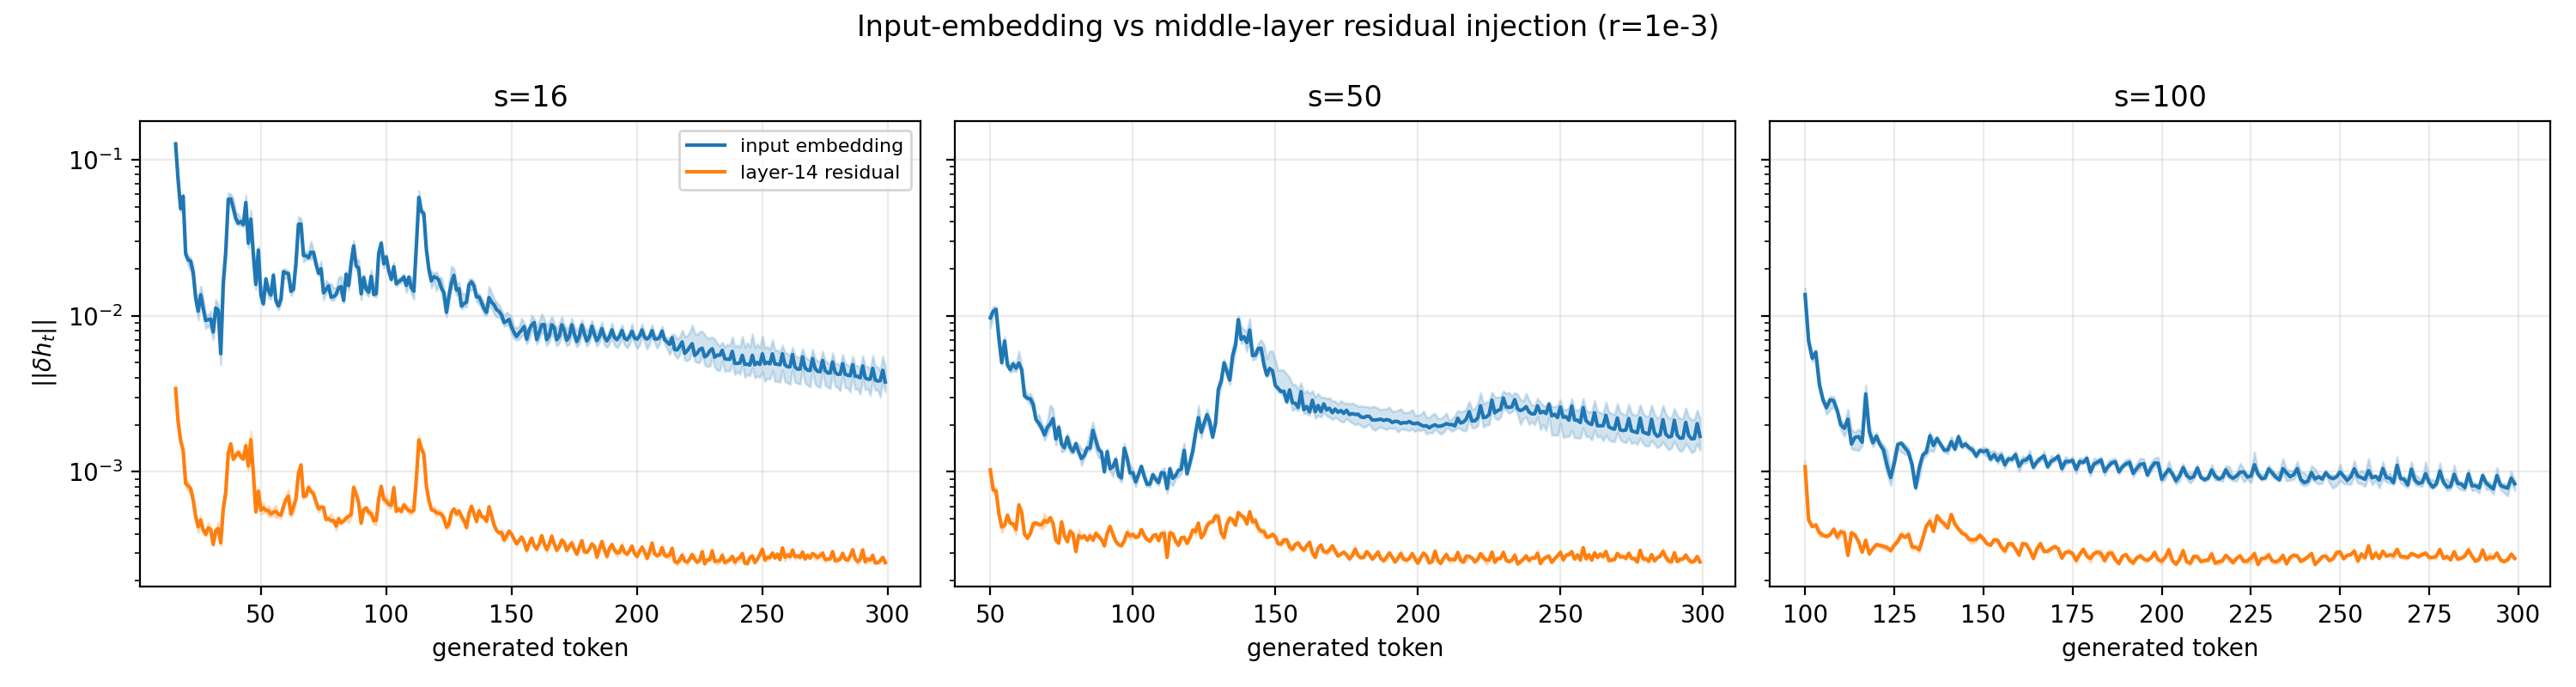 Input-embedding vs middle-layer residual injection (r=1e-3)
s=16
s=50
s=100
input embedding
layer-14 residual
10⁻¹
10⁻²
10⁻³
||δhₜ||
50 100 150 200 250 300
50 100 150 200 250 300
100 125 150 175 200 225 250 275 300
generated token
generated token
generated token